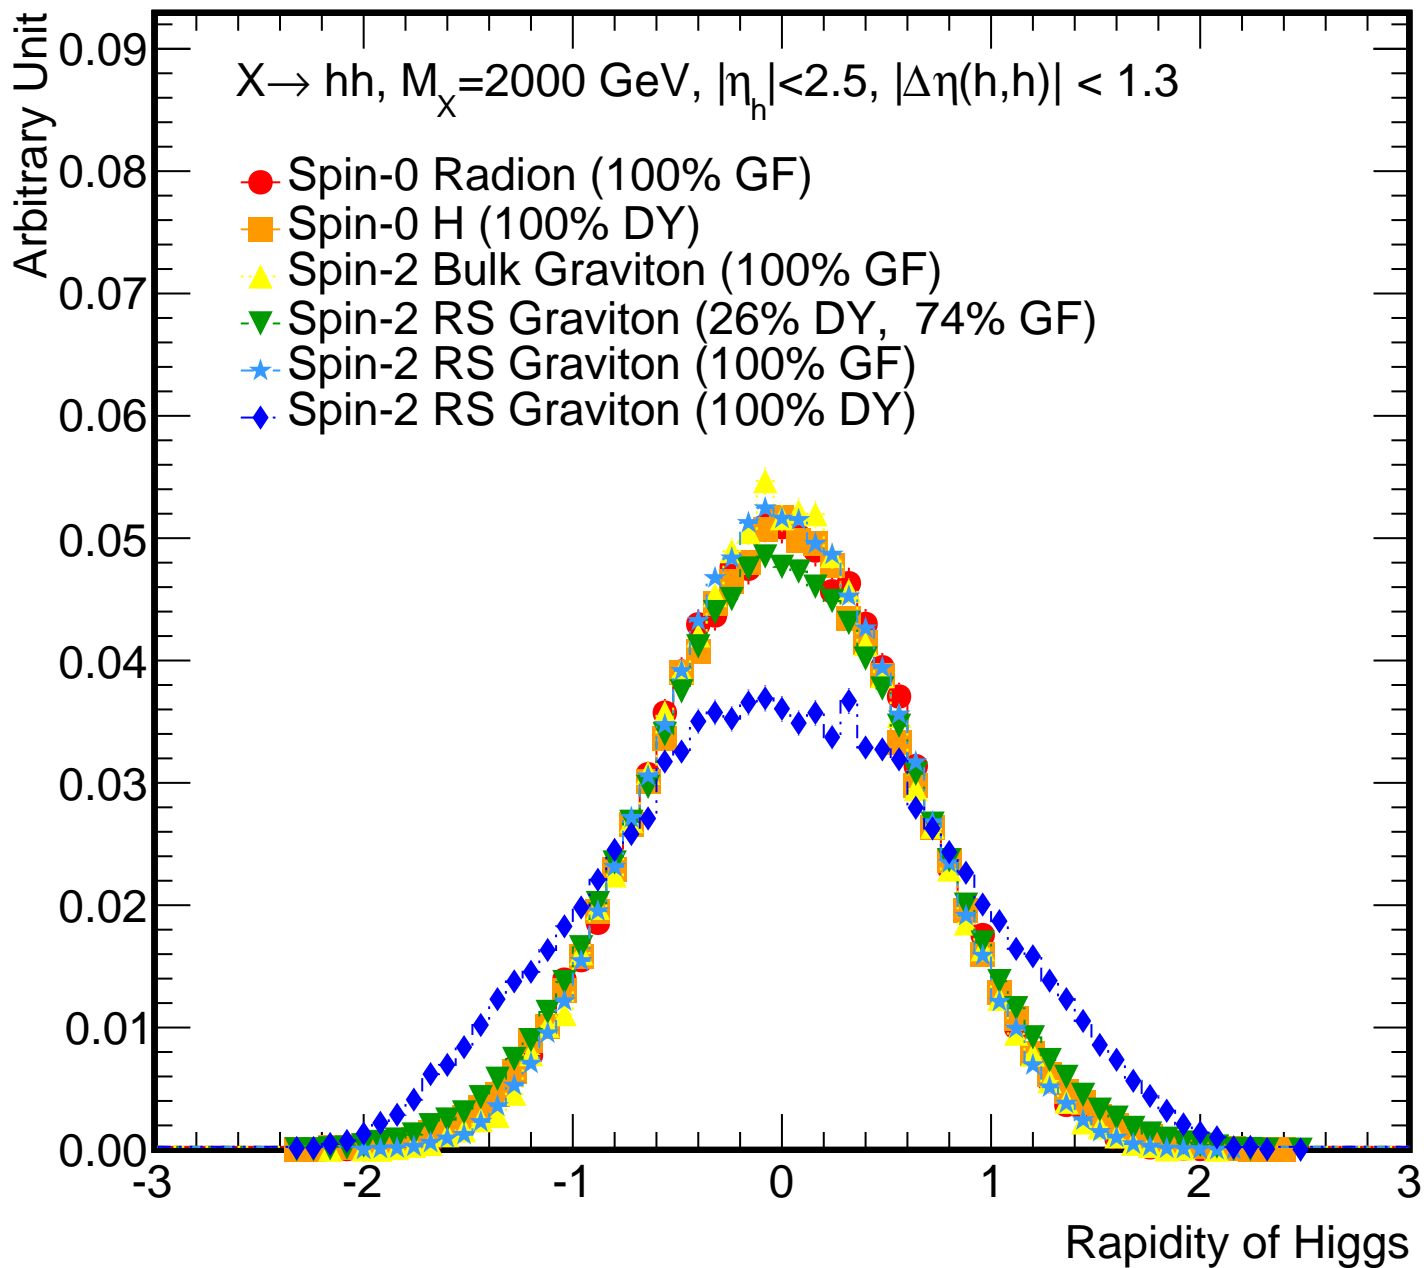 Arbitrary Unit
X→ hh, M_X=2000 GeV, |η_h|<2.5, |Δη(h,h)| < 1.3
Spin-0 Radion (100% GF)
Spin-0 H (100% DY)
Spin-2 Bulk Graviton (100% GF)
Spin-2 RS Graviton (26% DY,  74% GF)
Spin-2 RS Graviton (100% GF)
Spin-2 RS Graviton (100% DY)
0.09
0.08
0.07
0.06
0.05
0.04
0.03
0.02
0.01
0.00
-3 -2 -1 0 1 2 3
Rapidity of Higgs